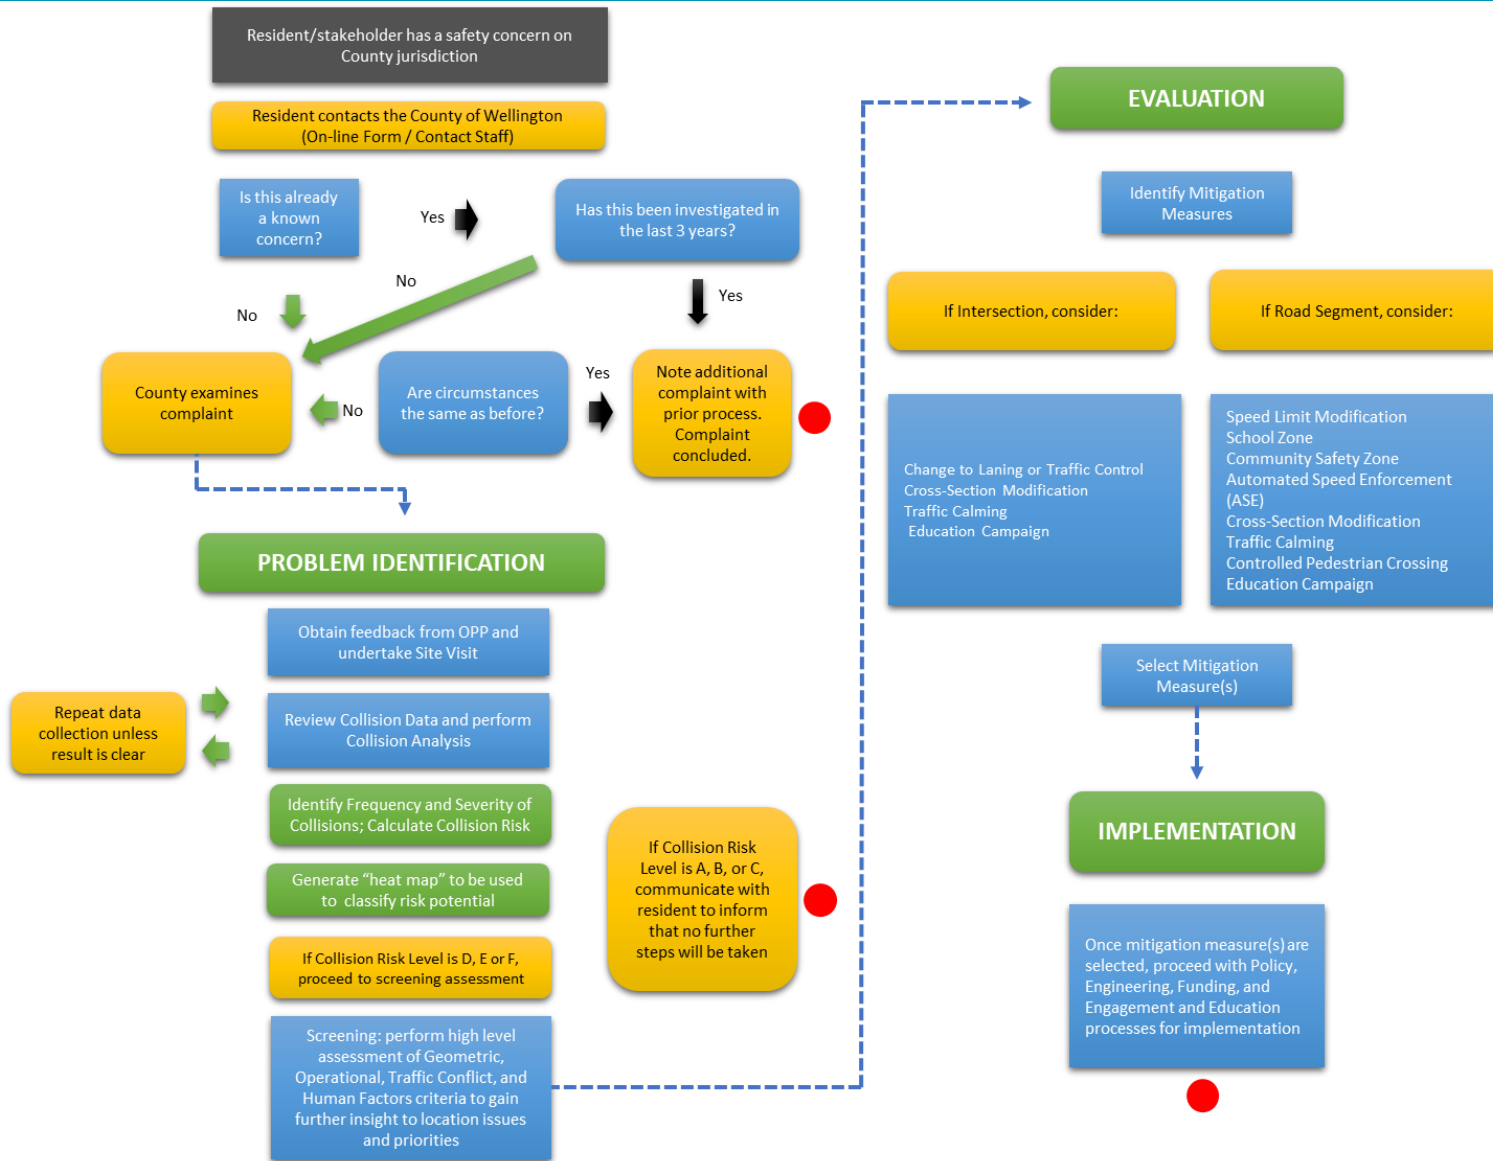 Resident/stakeholder has a safety concern on
County jurisdiction
Resident contacts the County of Wellington
(On-line Form / Contact Staff)
Is this already
a known
concern?
Yes
Has this been investigated in
the last 3 years?
No
No
Yes
County examines
complaint
No
Are circumstances
the same as before?
Yes
Note additional
complaint with
prior process.
Complaint
concluded.
PROBLEM IDENTIFICATION
Obtain feedback from OPP and
undertake Site Visit
Repeat data
collection unless
result is clear
Review Collision Data and perform
Collision Analysis
Identify Frequency and Severity of
Collisions; Calculate Collision Risk
Generate “heat map” to be used
to classify risk potential
If Collision Risk Level is D, E or F,
proceed to screening assessment
If Collision Risk
Level is A, B, or C,
communicate with
resident to inform
that no further
steps will be taken
Screening: perform high level
assessment of Geometric,
Operational, Traffic Conflict, and
Human Factors criteria to gain
further insight to location issues
and priorities
EVALUATION
Identify Mitigation
Measures
If Intersection, consider:
Change to Laning or Traffic Control
Cross-Section Modification
Traffic Calming
Education Campaign
If Road Segment, consider:
Speed Limit Modification
School Zone
Community Safety Zone
Automated Speed Enforcement
(ASE)
Cross-Section Modification
Traffic Calming
Controlled Pedestrian Crossing
Education Campaign
Select Mitigation
Measure(s)
IMPLEMENTATION
Once mitigation measure(s) are
selected, proceed with Policy,
Engineering, Funding, and
Engagement and Education
processes for implementation